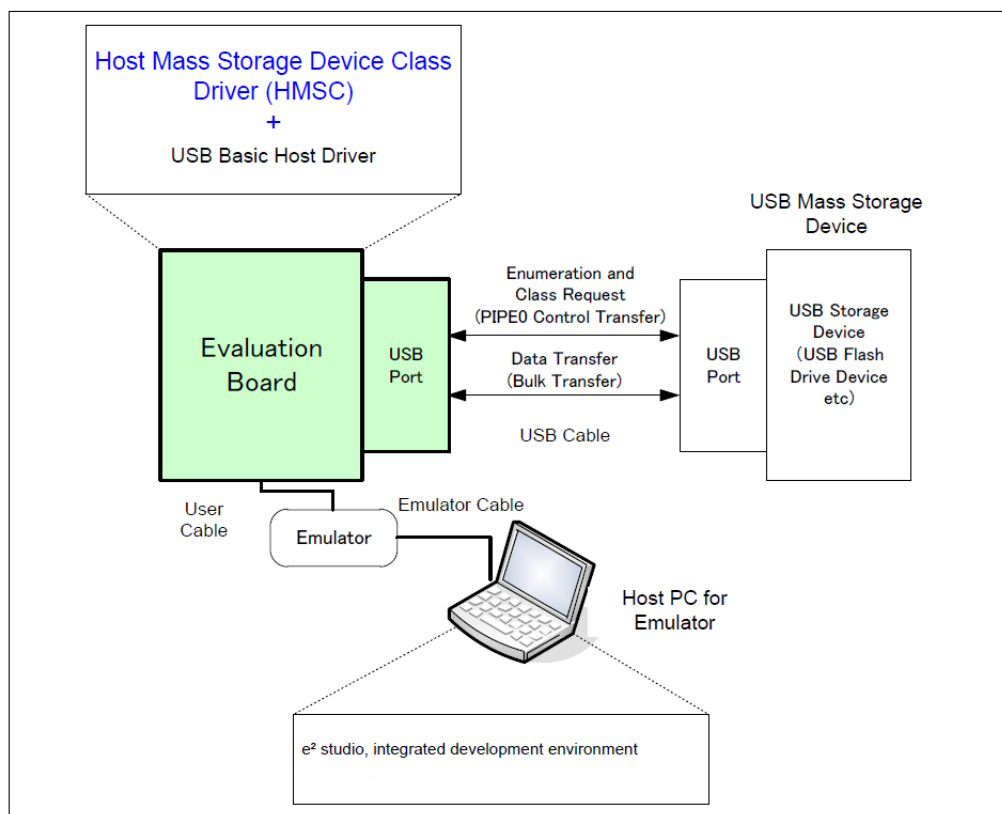 Host Mass Storage Device Class
Driver (HMSC)
+
USB Basic Host Driver
USB Mass Storage
Device
Evaluation
Board
USB
Port
Enumeration and
Class Request
(PIPE0 Control Transfer)
Data Transfer
(Bulk Transfer)
USB Cable
USB
Port
USB Storage
Device
(USB Flash
Drive Device
etc)
User
Cable
Emulator
Emulator Cable
Host PC for
Emulator
e² studio, integrated development environment